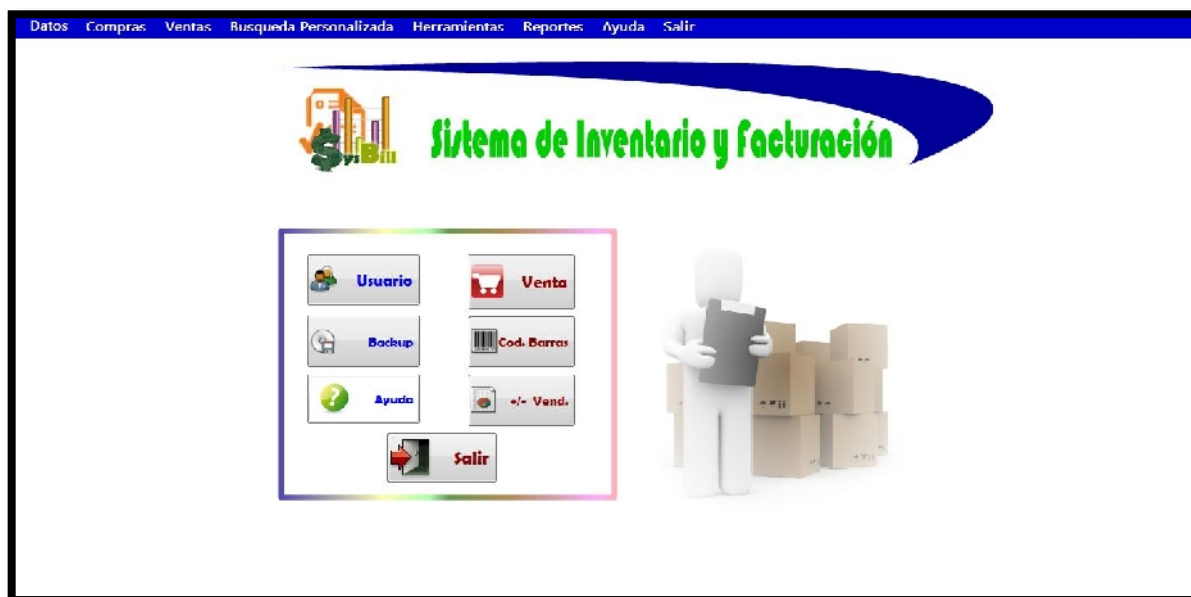 Datos Compras Ventas Busqueda Personalizada Herramientas Reportes Ayuda Salir
SysBill
Sistema de Inventario y Facturación
Usuario
Venta
Backup
Cod. Barras
Ayuda
+/- Vend.
Salir